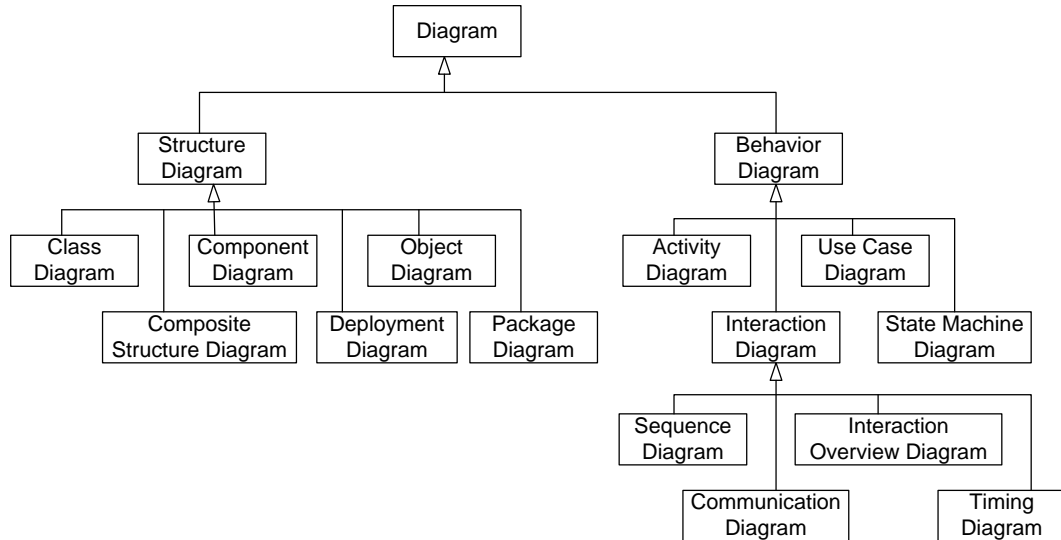 Diagram
Structure
Diagram
Behavior
Diagram
Class
Diagram
Component
Diagram
Object
Diagram
Activity
Diagram
Use Case
Diagram
Composite
Structure Diagram
Deployment
Diagram
Package
Diagram
Interaction
Diagram
State Machine
Diagram
Sequence
Diagram
Interaction
Overview Diagram
Communication
Diagram
Timing
Diagram